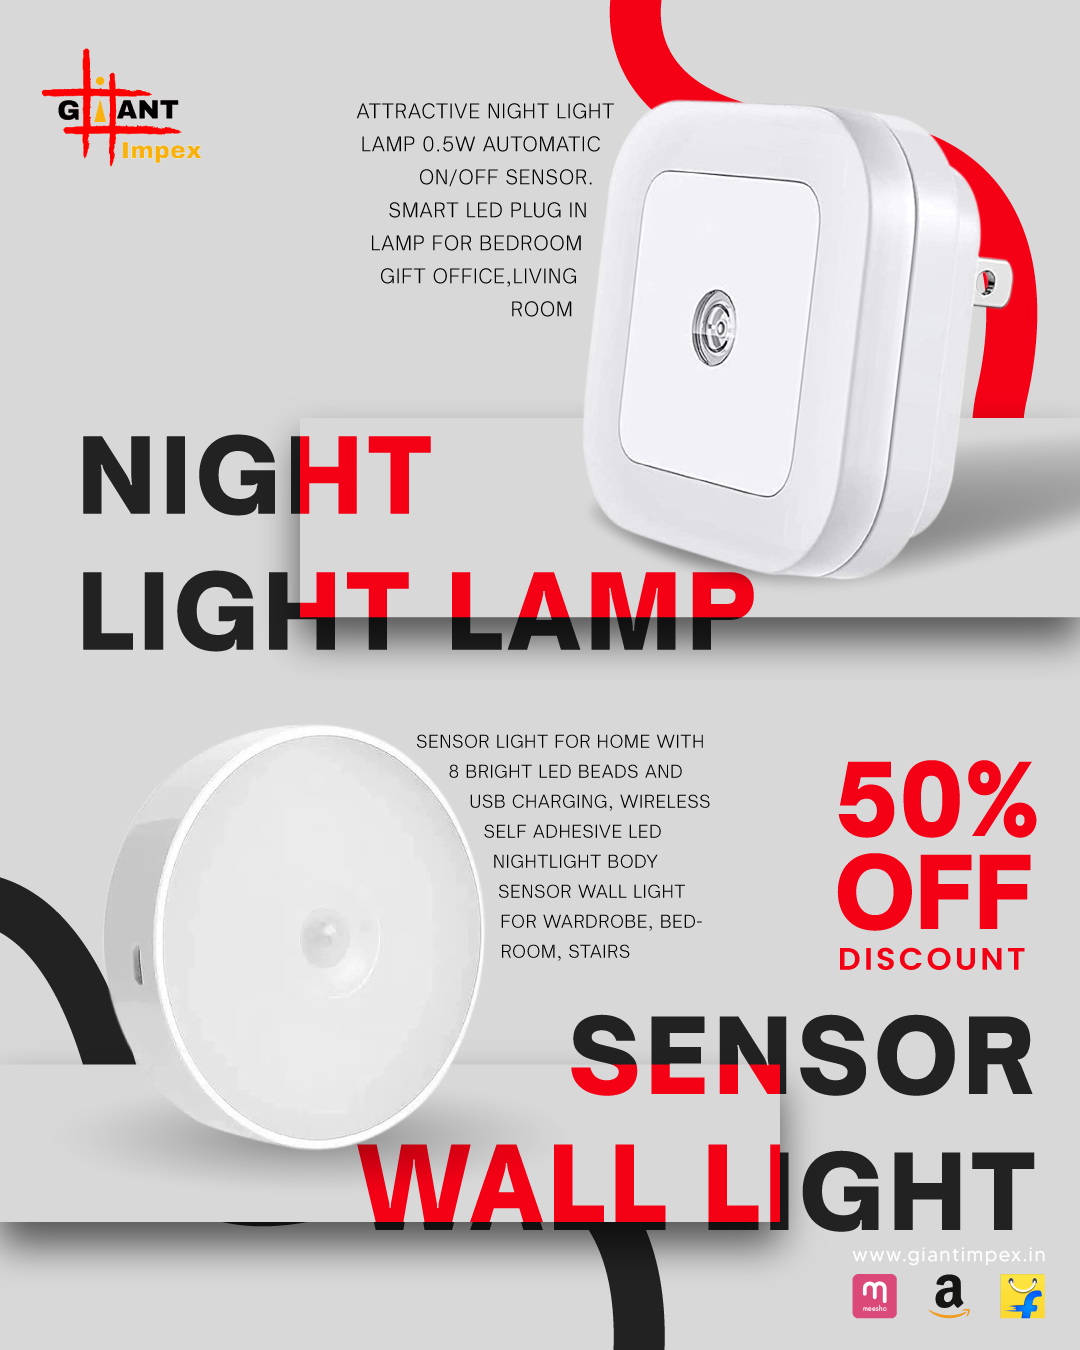 GIANT
Impex
ATTRACTIVE NIGHT LIGHT
LAMP 0.5W AUTOMATIC
ON/OFF SENSOR.
SMART LED PLUG IN
LAMP FOR BEDROOM
GIFT OFFICE,LIVING
ROOM
NIGHT
LIGHT LAMP
SENSOR LIGHT FOR HOME WITH
8 BRIGHT LED BEADS AND
USB CHARGING, WIRELESS
SELF ADHESIVE LED
NIGHTLIGHT BODY
SENSOR WALL LIGHT
FOR WARDROBE, BED-
ROOM, STAIRS
50%
OFF
DISCOUNT
SENSOR
WALL LIGHT
www.giantimpex.in
m
meesho
a
f